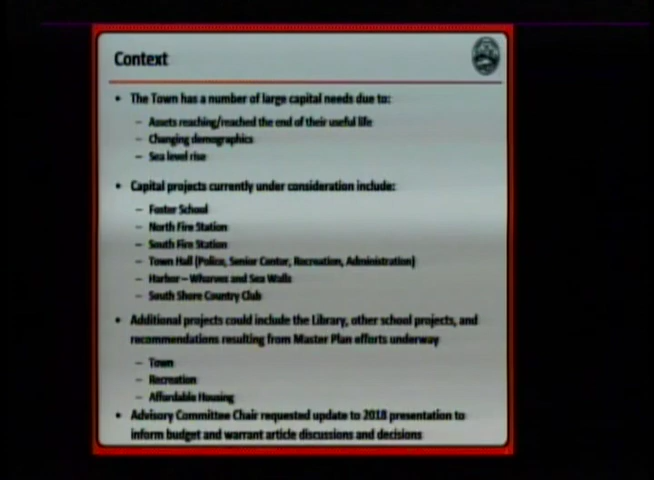 Context
• The Town has a number of large capital needs due to:
– Assets reaching/reached the end of their useful life
– Changing demographics
– Sea level rise
• Capital projects currently under consideration include:
– Foster School
– North Fire Station
– South Fire Station
– Town Hall (Police, Senior Center, Recreation, Administration)
– Harbor – Wharves and Sea Walls
– South Shore Country Club
• Additional projects could include the Library, other school projects, and
recommendations resulting from Master Plan efforts underway
– Town
– Recreation
– Affordable Housing
• Advisory Committee Chair requested update to 2018 presentation to
inform budget and warrant article discussions and decisions